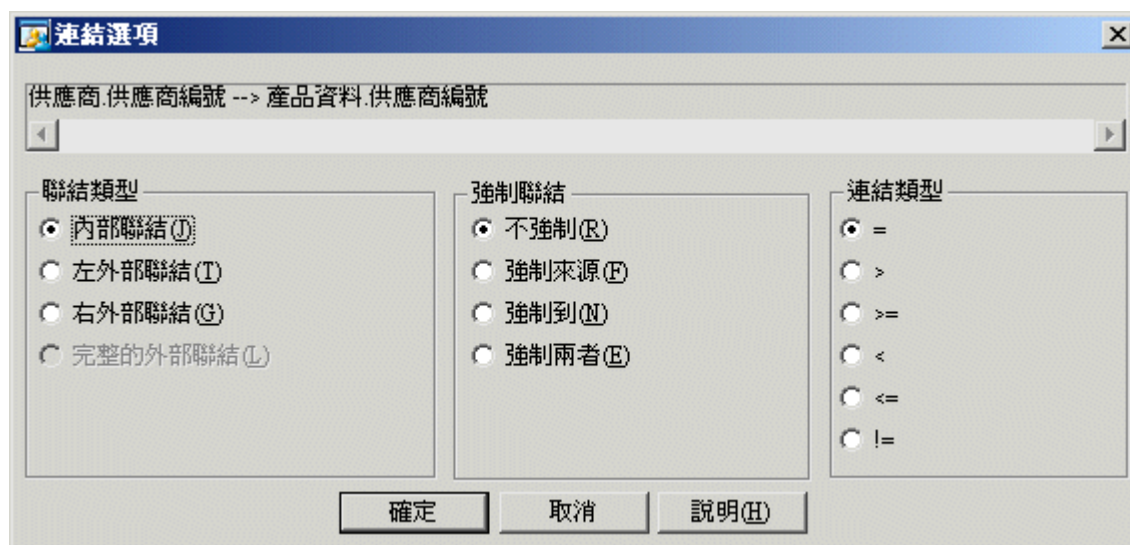 連結選項
供應商.供應商編號 --> 產品資料.供應商編號
聯結類型
內部聯結(J)
左外部聯結(T)
右外部聯結(G)
完整的外部聯結(L)
強制聯結
不強制(R)
強制來源(F)
強制到(N)
強制兩者(E)
連結類型
=
>
>=
<
<=
!=
確定 取消 說明(H)